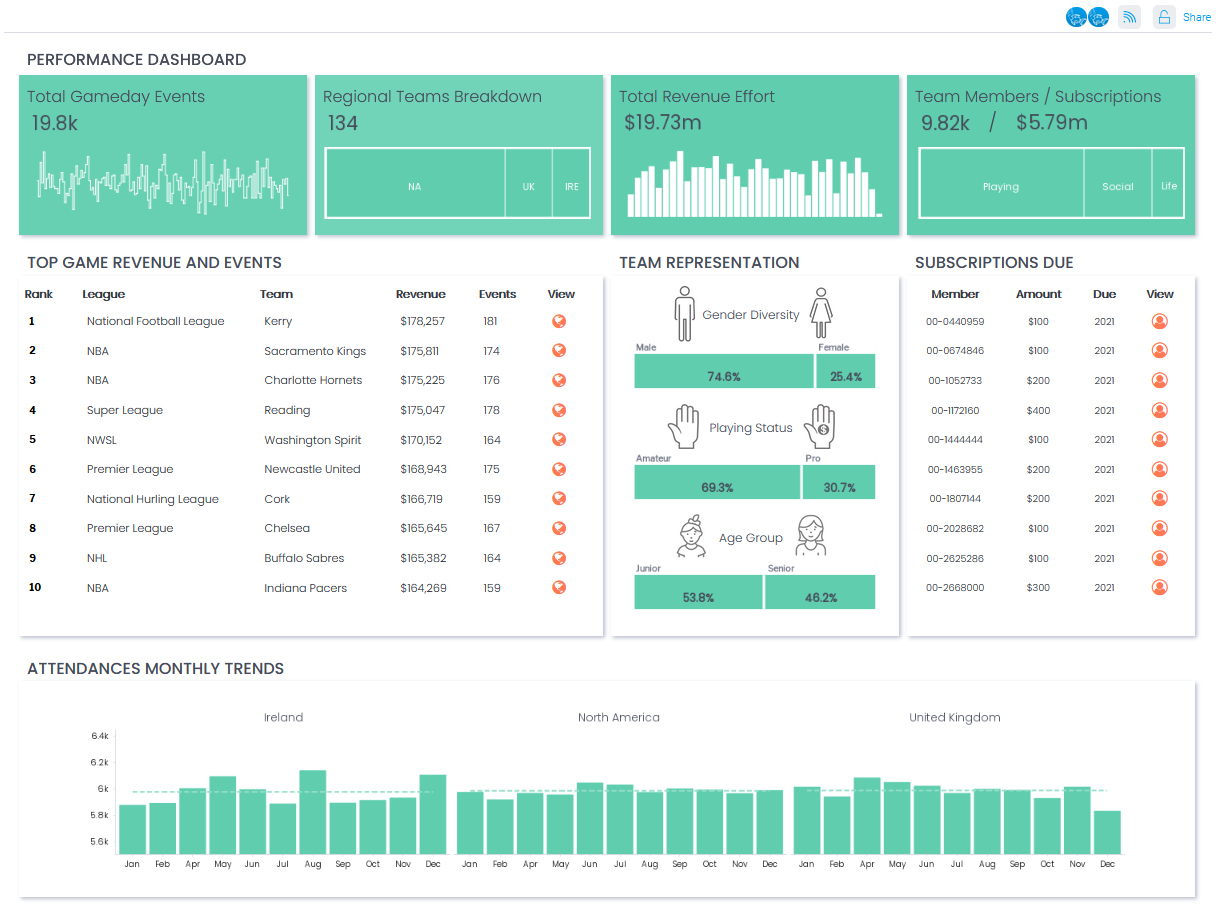 Share
PERFORMANCE DASHBOARD
Total Gameday Events
19.8k
Regional Teams Breakdown
134
NA UK IRE
Total Revenue Effort
$19.73m
Team Members / Subscriptions
9.82k / $5.79m
Playing Social Life
TOP GAME REVENUE AND EVENTS
Rank League Team Revenue Events View
1 National Football League Kerry $178,257 181
2 NBA Sacramento Kings $175,811 174
3 NBA Charlotte Hornets $175,225 176
4 Super League Reading $175,047 178
5 NWSL Washington Spirit $170,152 164
6 Premier League Newcastle United $168,943 175
7 National Hurling League Cork $166,719 159
8 Premier League Chelsea $165,645 167
9 NHL Buffalo Sabres $165,382 164
10 NBA Indiana Pacers $164,269 159
TEAM REPRESENTATION
Gender Diversity
Male Female
74.6% 25.4%
Playing Status
Amateur Pro
69.3% 30.7%
Age Group
Junior Senior
53.8% 46.2%
SUBSCRIPTIONS DUE
Member Amount Due View
00-0440959 $100 2021
00-0674846 $100 2021
00-1052733 $200 2021
00-1172160 $400 2021
00-1444444 $100 2021
00-1463955 $200 2021
00-1807144 $200 2021
00-2028682 $100 2021
00-2625286 $100 2021
00-2668000 $300 2021
ATTENDANCES MONTHLY TRENDS
Ireland North America United Kingdom
6.4k
6.2k
6k
5.8k
5.6k
Jan Feb Apr May Jun Jul Aug Sep Oct Nov Dec Jan Feb Apr May Jun Jul Aug Sep Oct Nov Dec Jan Feb Apr May Jun Jul Aug Sep Oct Nov Dec